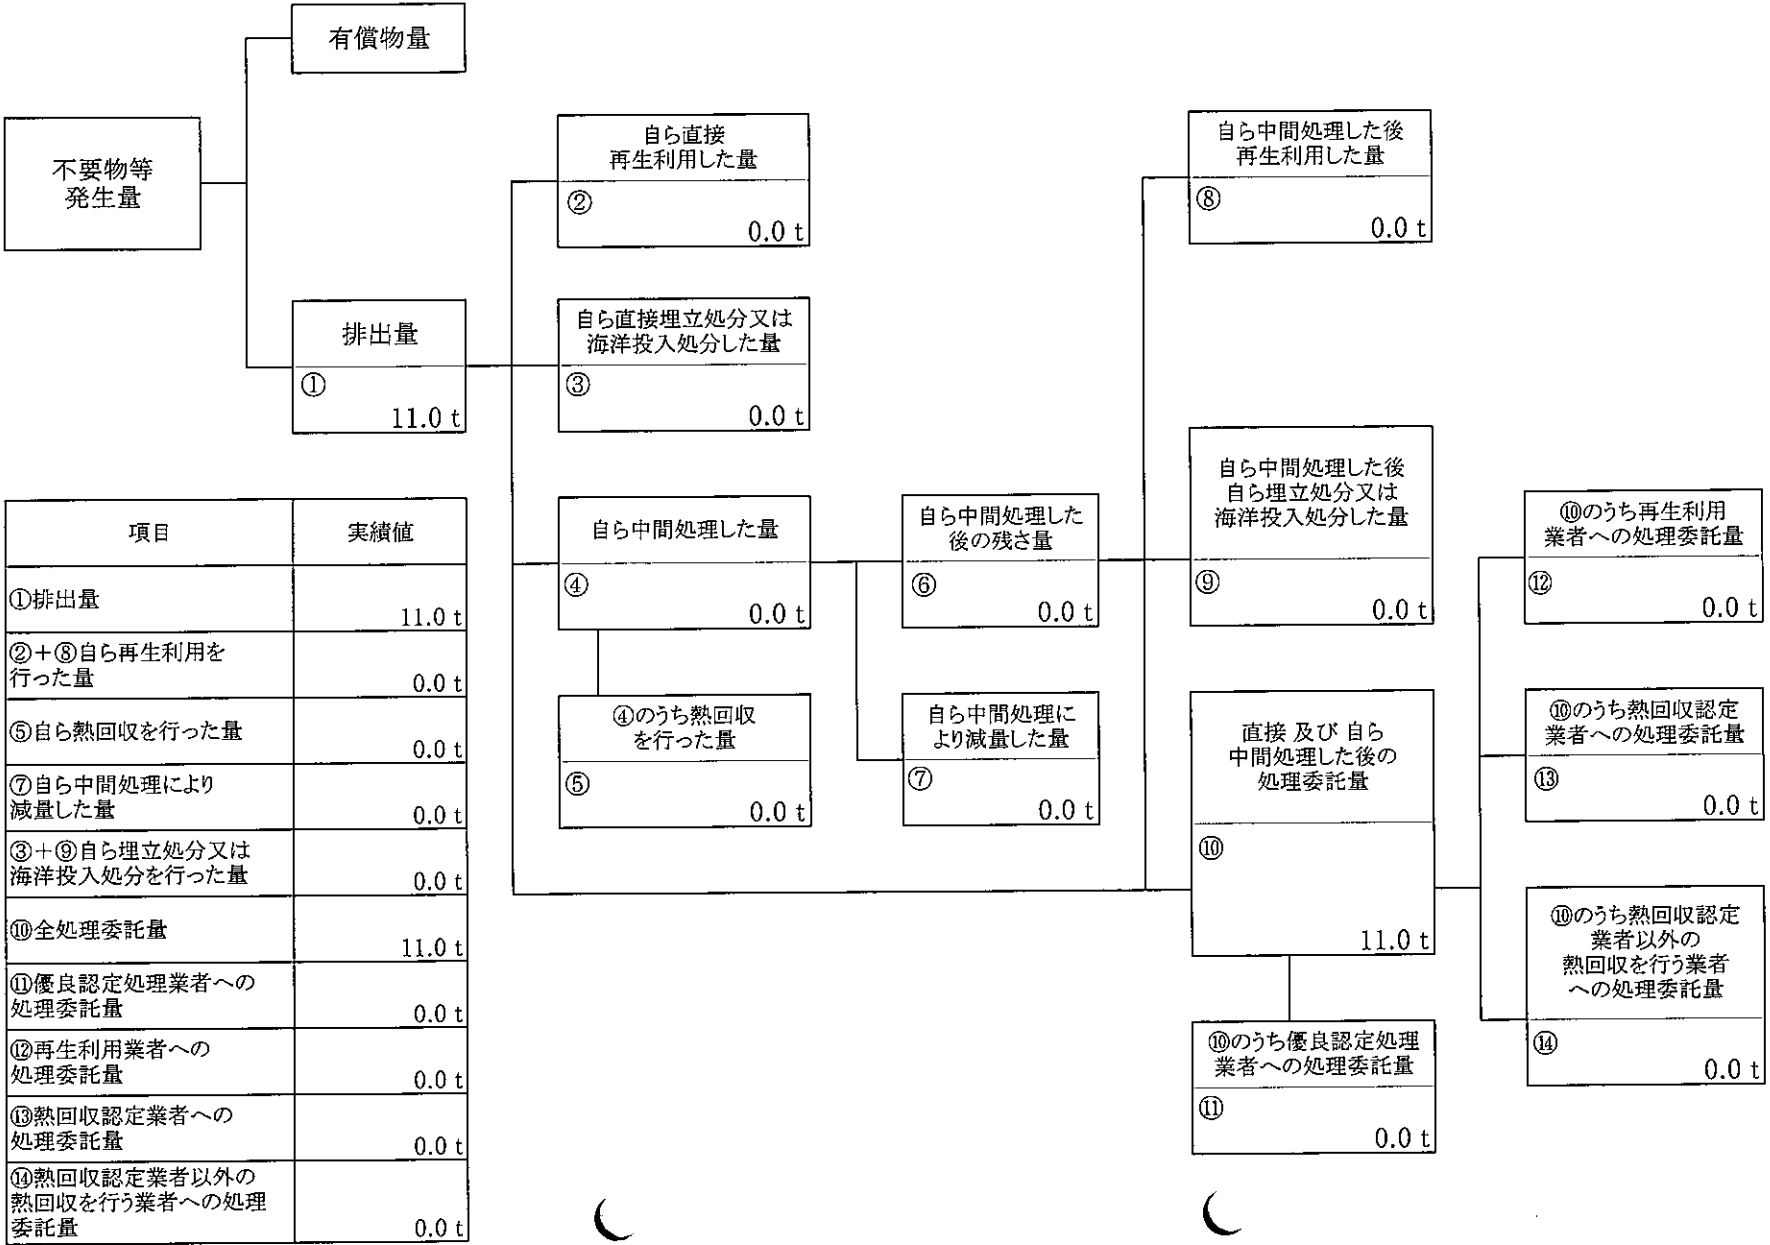 有償物量
不要物等
発生量
排出量
①
11.0 t
自ら直接
再生利用した量
②
0.0 t
自ら直接埋立処分又は
海洋投入処分した量
③
0.0 t
自ら中間処理した量
④
0.0 t
④のうち熱回収
を行った量
⑤
0.0 t
自ら中間処理した
後の残さ量
⑥
0.0 t
自ら中間処理に
より減量した量
⑦
0.0 t
自ら中間処理した後
再生利用した量
⑧
0.0 t
自ら中間処理した後
自ら埋立処分又は
海洋投入処分した量
⑨
0.0 t
直接 及び 自ら
中間処理した後の
処理委託量
⑩
11.0 t
⑩のうち優良認定処理
業者への処理委託量
⑪
0.0 t
⑩のうち再生利用
業者への処理委託量
⑫
0.0 t
⑩のうち熱回収認定
業者への処理委託量
⑬
0.0 t
⑩のうち熱回収認定
業者以外の
熱回収を行う業者
への処理委託量
⑭
0.0 t
項目 実績値
①排出量
11.0 t
②+⑧自ら再生利用を
行った量
0.0 t
⑤自ら熱回収を行った量
0.0 t
⑦自ら中間処理により
減量した量
0.0 t
③+⑨自ら埋立処分又は
海洋投入処分を行った量
0.0 t
⑩全処理委託量
11.0 t
⑪優良認定処理業者への
処理委託量
0.0 t
⑫再生利用業者への
処理委託量
0.0 t
⑬熱回収認定業者への
処理委託量
0.0 t
⑭熱回収認定業者以外の
熱回収を行う業者への処理
委託量
0.0 t